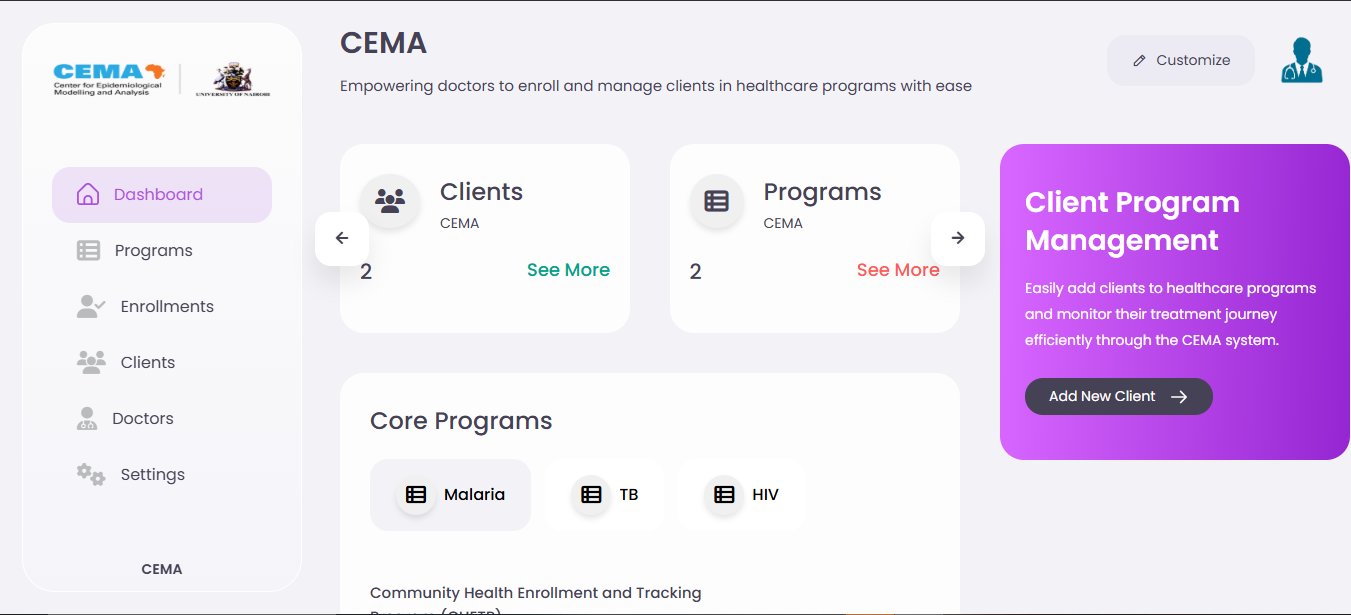 CEMA
Center for Epidemiological
Modelling and Analysis
UNIVERSITY OF NAIROBI
Dashboard
Programs
Enrollments
Clients
Doctors
Settings
CEMA
CEMA
Empowering doctors to enroll and manage clients in healthcare programs with ease
Customize
Clients
CEMA
2
See More
Programs
CEMA
2
See More
Client Program
Management
Easily add clients to healthcare programs
and monitor their treatment journey
efficiently through the CEMA system.
Add New Client
Core Programs
Malaria
TB
HIV
Community Health Enrollment and Tracking